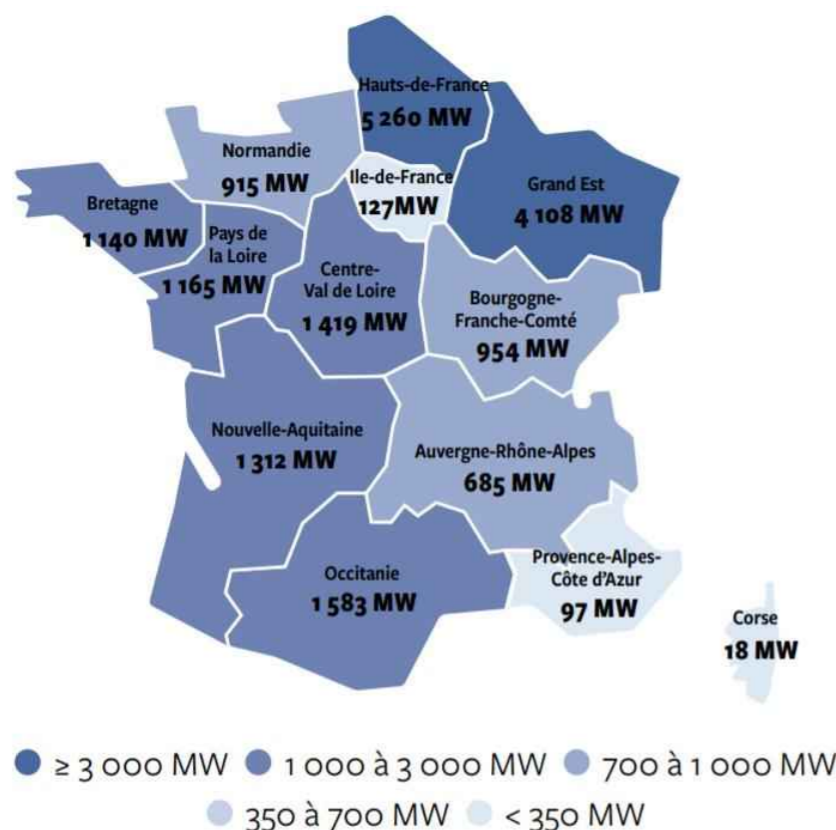 Hauts-de-France
5 260 MW
Normandie
915 MW
Ile-de-France
127MW
Grand Est
4 108 MW
Bretagne
1 140 MW
Pays de
la Loire
1 165 MW
Centre-
Val de Loire
1 419 MW
Bourgogne-
Franche-Comté
954 MW
Nouvelle-Aquitaine
1 312 MW
Auvergne-Rhône-Alpes
685 MW
Occitanie
1 583 MW
Provence-Alpes-
Côte d'Azur
97 MW
Corse
18 MW
≥ 3 000 MW 1 000 à 3 000 MW 700 à 1 000 MW
350 à 700 MW < 350 MW